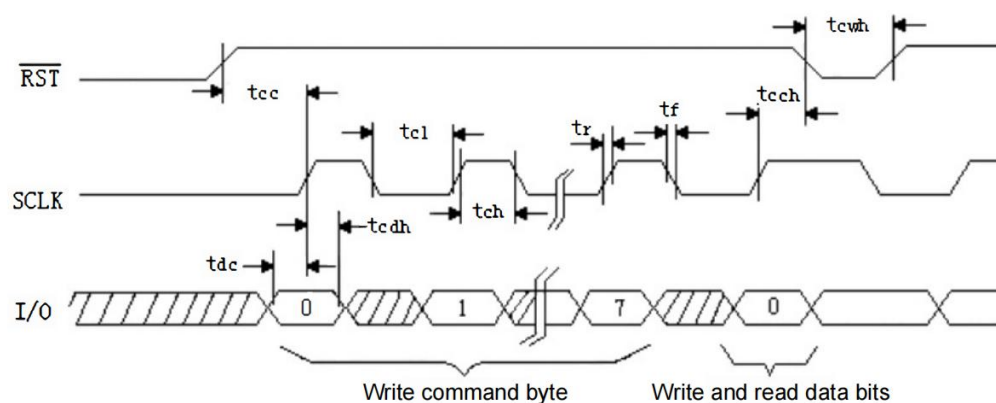 tcwh
RST
tcc
tcch
tcl
tr
tf
SCLK
tch
tcdh
tdc
I/O
0
1
7
0
Write command byte
Write and read data bits